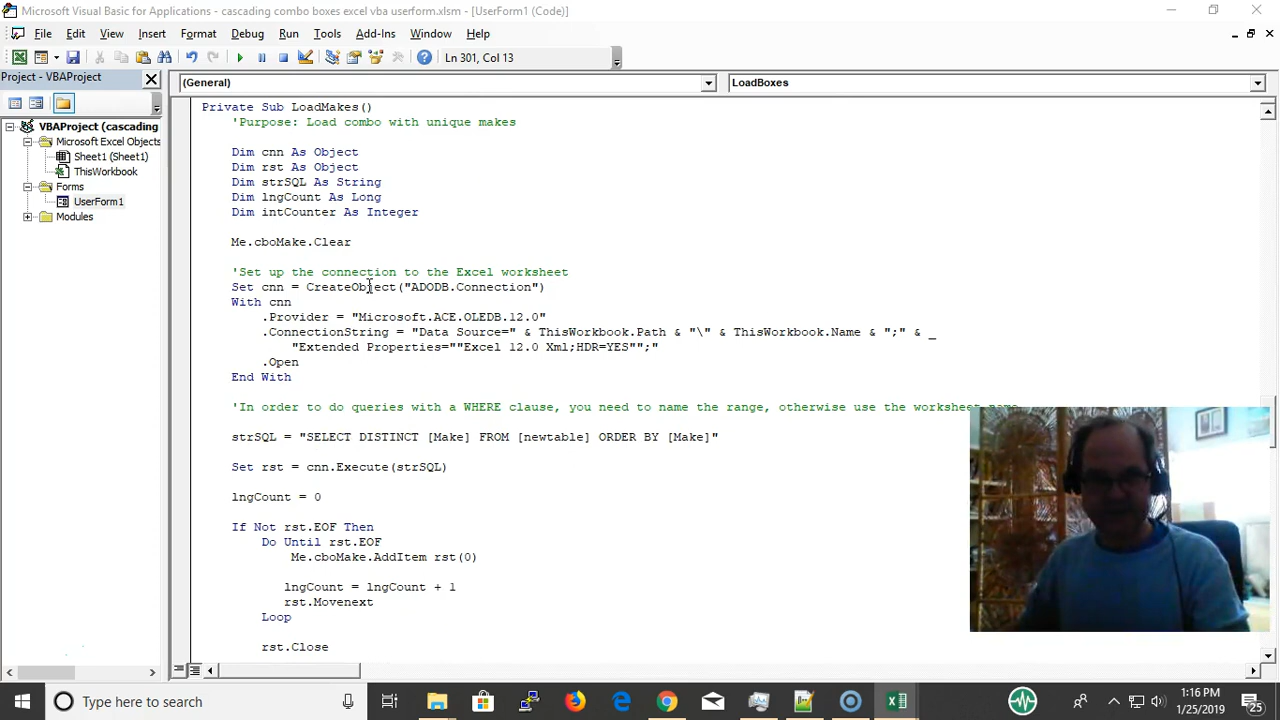 Microsoft Visual Basic for Applications - cascading combo boxes excel vba userform.xlsm - [UserForm1 (Code)]
File Edit View Insert Format Debug Run Tools Add-Ins Window Help
Ln 301, Col 13
Project - VBAProject
(General)
LoadBoxes
VBAProject (cascading
Microsoft Excel Objects
Sheet1 (Sheet1)
ThisWorkbook
Forms
UserForm1
Modules
Private Sub LoadMakes()
'Purpose: Load combo with unique makes
Dim cnn As Object
Dim rst As Object
Dim strSQL As String
Dim lngCount As Long
Dim intCounter As Integer
Me.cboMake.Clear
'Set up the connection to the Excel worksheet
Set cnn = CreateObject("ADODB.Connection")
With cnn
.Provider = "Microsoft.ACE.OLEDB.12.0"
.ConnectionString = "Data Source=" & ThisWorkbook.Path & "\" & ThisWorkbook.Name & ";" & _
"Extended Properties=""Excel 12.0 Xml;HDR=YES"";"
.Open
End With
'In order to do queries with a WHERE clause, you need to name the range, otherwise use the worksheet name
strSQL = "SELECT DISTINCT [Make] FROM [newtable] ORDER BY [Make]"
Set rst = cnn.Execute(strSQL)
lngCount = 0
If Not rst.EOF Then
Do Until rst.EOF
Me.cboMake.AddItem rst(0)
lngCount = lngCount + 1
rst.Movenext
Loop
rst.Close
Type here to search
1:16 PM
1/25/2019
25